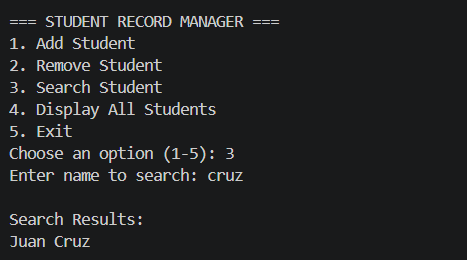 === STUDENT RECORD MANAGER ===
1. Add Student
2. Remove Student
3. Search Student
4. Display All Students
5. Exit
Choose an option (1-5): 3
Enter name to search: cruz
Search Results:
Juan Cruz